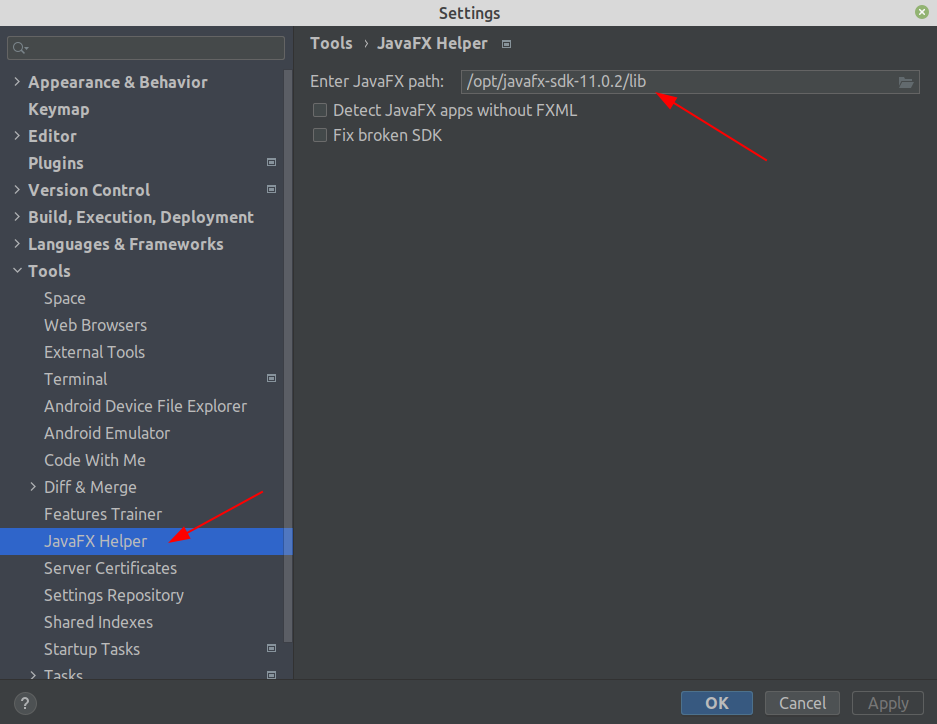 Settings
Appearance & Behavior
Keymap
Editor
Plugins
Version Control
Build, Execution, Deployment
Languages & Frameworks
Tools
Space
Web Browsers
External Tools
Terminal
Android Device File Explorer
Android Emulator
Code With Me
Diff & Merge
Features Trainer
JavaFX Helper
Server Certificates
Settings Repository
Shared Indexes
Startup Tasks
Tasks
Tools › JavaFX Helper
Enter JavaFX path: /opt/javafx-sdk-11.0.2/lib
Detect JavaFX apps without FXML
Fix broken SDK
? OK Cancel Apply